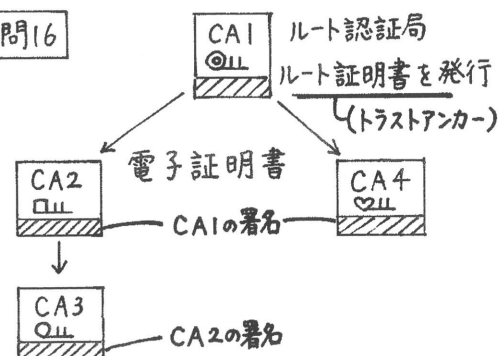 問16
CA1
ルート認証局
ルート証明書を発行
(トラストアンカー)
電子証明書
CA2
CA4
CA1の署名
CA3
CA2の署名